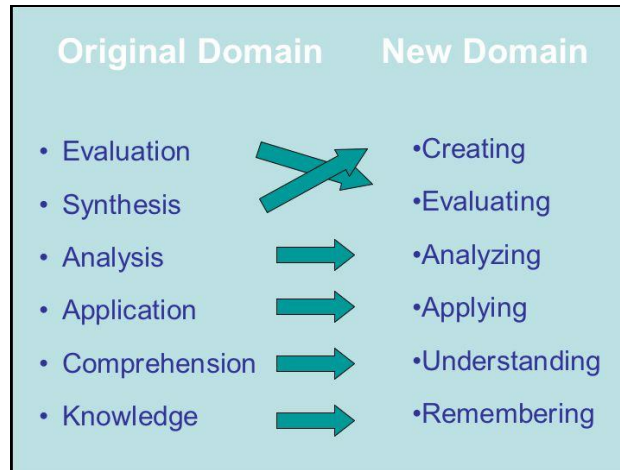 Original Domain
New Domain
• Evaluation
• Synthesis
• Analysis
• Application
• Comprehension
• Knowledge
•Creating
•Evaluating
•Analyzing
•Applying
•Understanding
•Remembering